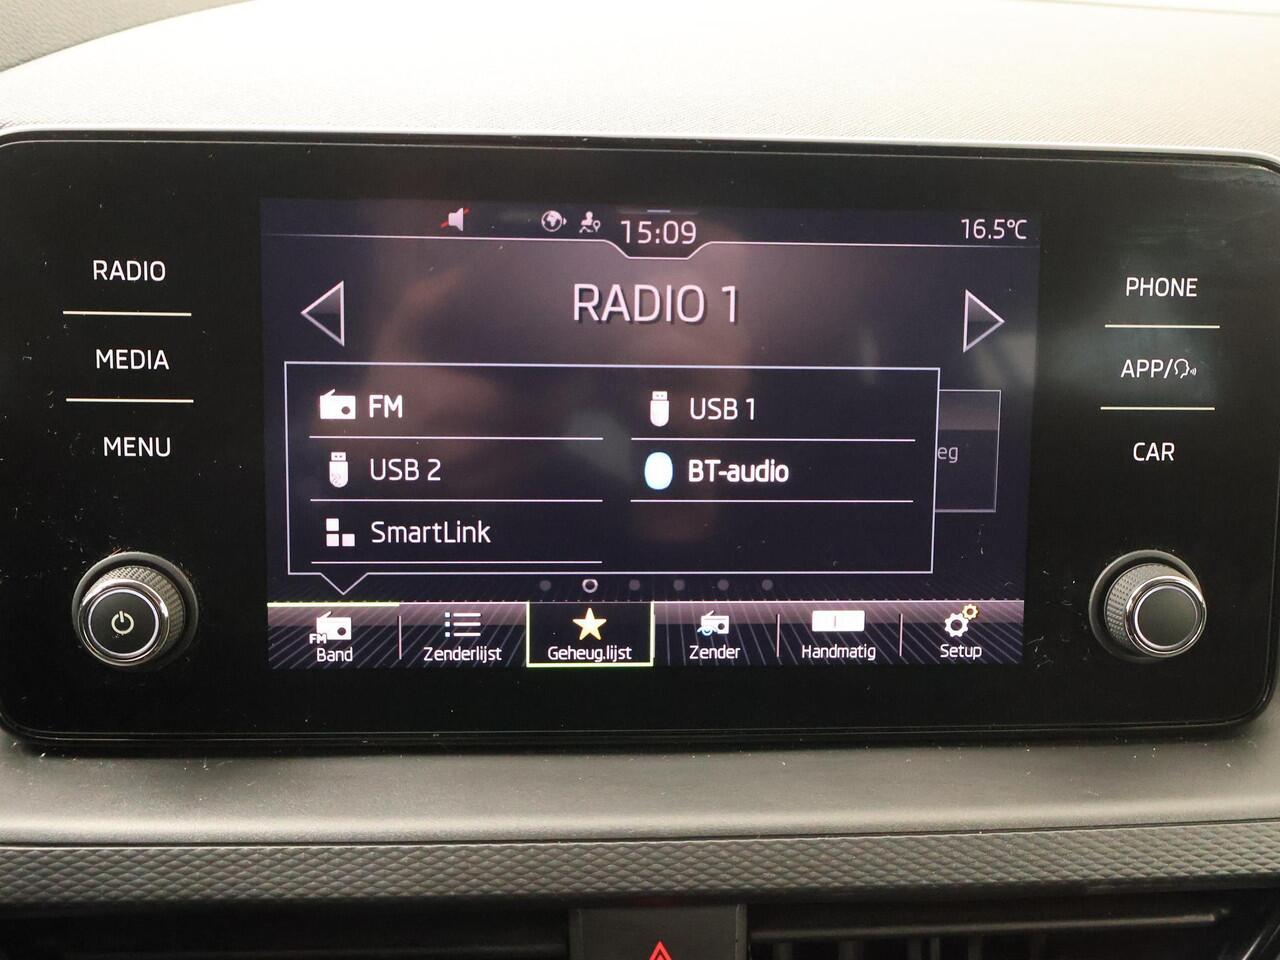 15:09
16.5°C
RADIO
MEDIA
MENU
RADIO 1
FM
USB 1
USB 2
BT-audio
SmartLink
eg
FM
Band
Zenderlijst
Geheug.lijst
Zender
Handmatig
Setup
PHONE
APP/
CAR